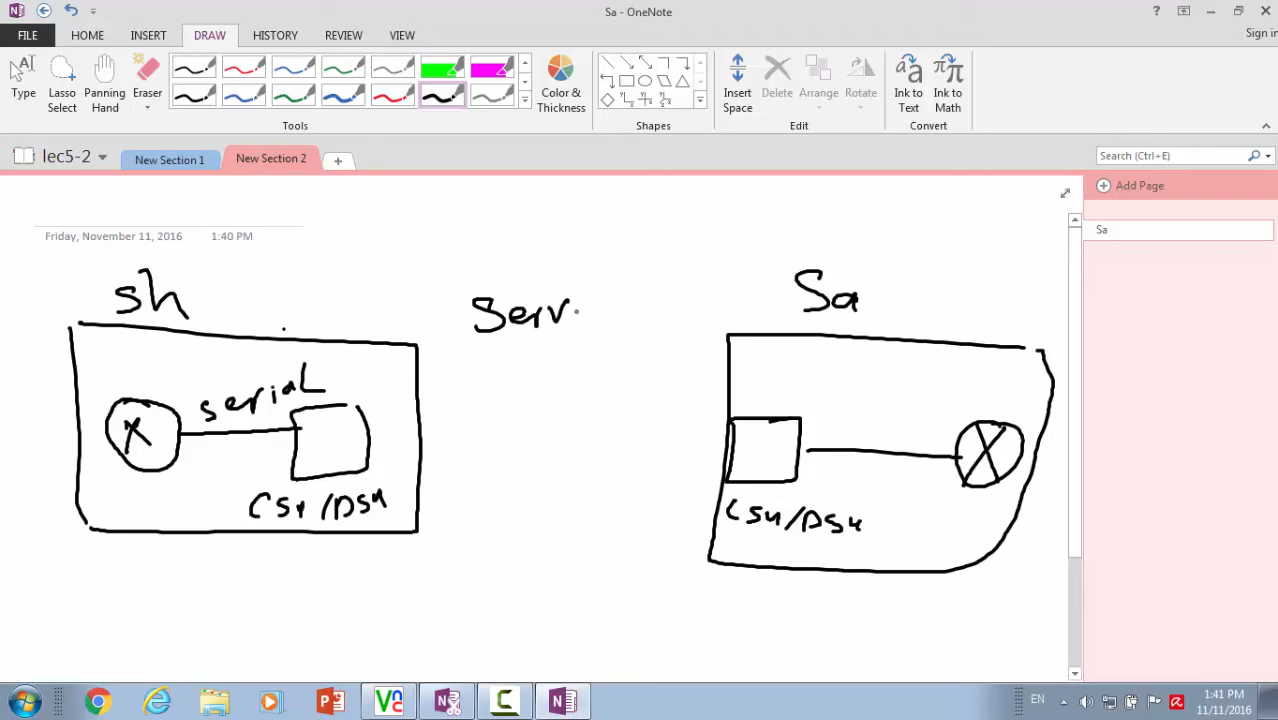 Sa - OneNote
Sign in
FILE HOME INSERT DRAW HISTORY REVIEW VIEW
Type
Lasso Select
Panning Hand
Eraser
Color & Thickness
Insert Space
Delete
Arrange
Rotate
Ink to Text
Ink to Math
Tools
Shapes
Edit
Convert
lec5-2
New Section 1
New Section 2
Search (Ctrl+E)
Add Page
Sa
Friday, November 11, 2016 1:40 PM
sh
Serv
Sa
serial
CSU/DSU
CSU/DSU
EN
1:41 PM
11/11/2016